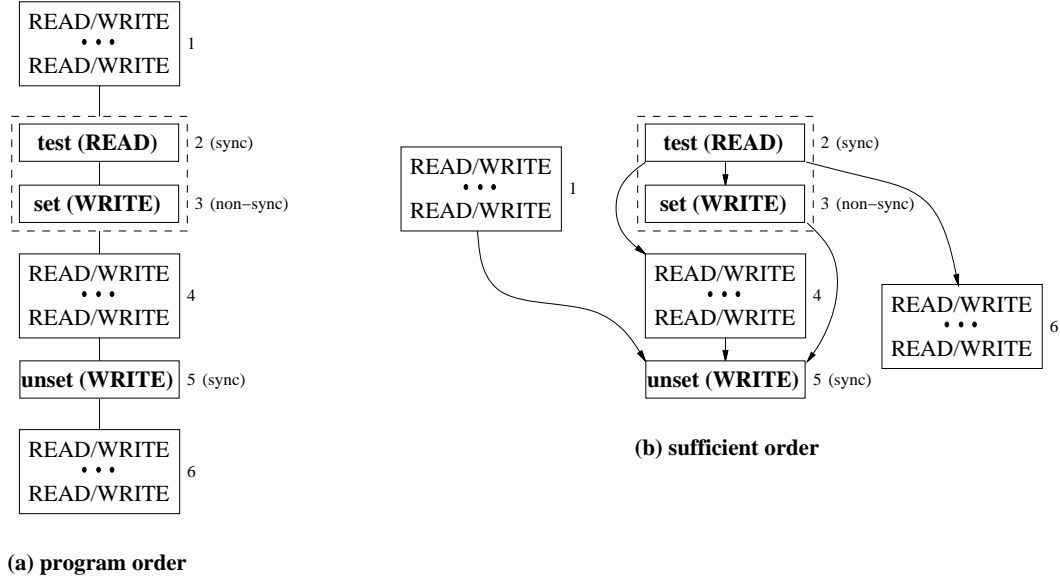 READ/WRITE
• • •
READ/WRITE
1
test (READ)
2 (sync)
set (WRITE)
3 (non−sync)
READ/WRITE
• • •
READ/WRITE
4
unset (WRITE)
5 (sync)
READ/WRITE
• • •
READ/WRITE
6
(a) program order
READ/WRITE
• • •
READ/WRITE
1
test (READ)
2 (sync)
set (WRITE)
3 (non−sync)
READ/WRITE
• • •
READ/WRITE
4
unset (WRITE)
5 (sync)
READ/WRITE
• • •
READ/WRITE
6
(b) sufficient order